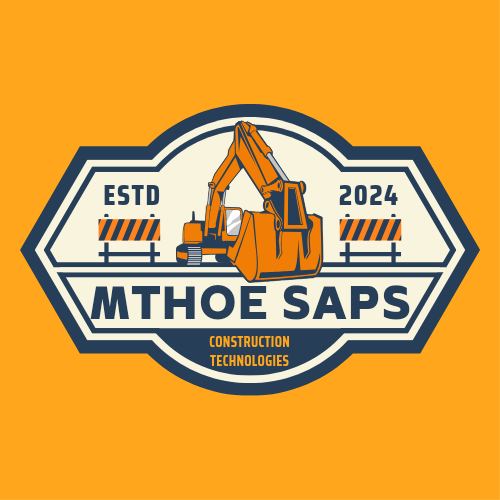 ESTD 2024
MTHOE SAPS
CONSTRUCTION
TECHNOLOGIES